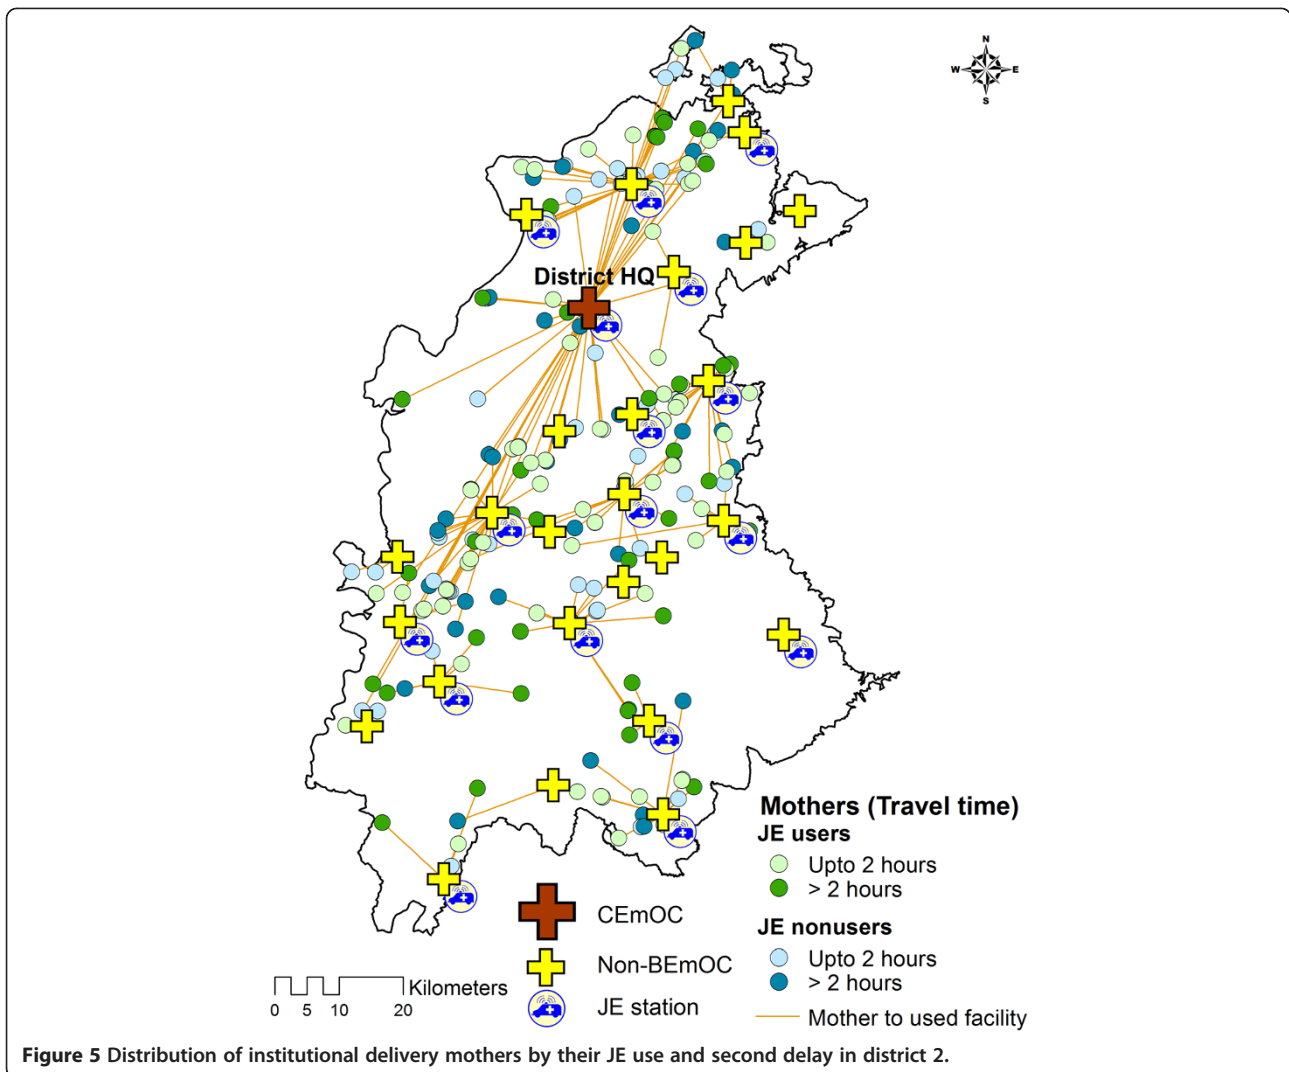 N
W E
S
District HQ
Mothers (Travel time)
JE users
Upto 2 hours
> 2 hours
JE nonusers
Upto 2 hours
> 2 hours
Mother to used facility
CEmOC
Non-BEmOC
JE station
Kilometers
0 5 10 20
Figure 5 Distribution of institutional delivery mothers by their JE use and second delay in district 2.